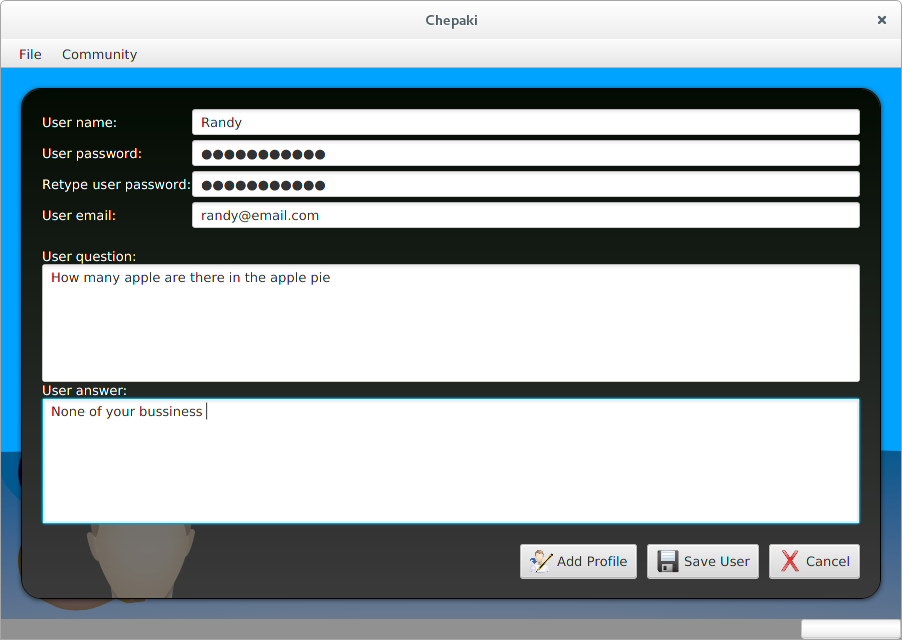 Chepaki
File Community
User name: Randy
User password: ●●●●●●●●●●●
Retype user password: ●●●●●●●●●●●
User email: randy@email.com
User question:
How many apple are there in the apple pie
User answer:
None of your bussiness
Add Profile Save User Cancel